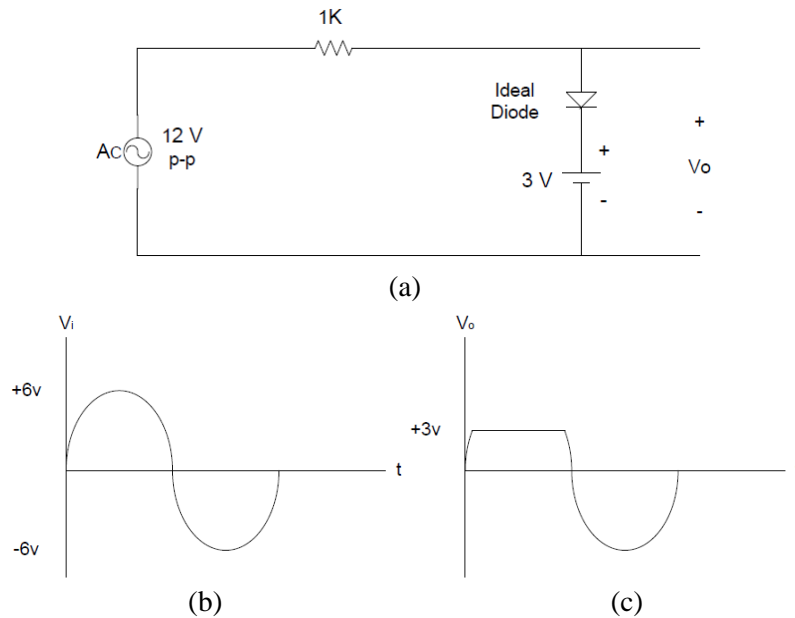 1K
Ideal
Diode
12 V
p-p
AC
+
3 V
-
+
Vo
-
(a)
Vi
+6v
t
-6v
(b)
Vo
+3v
(c)